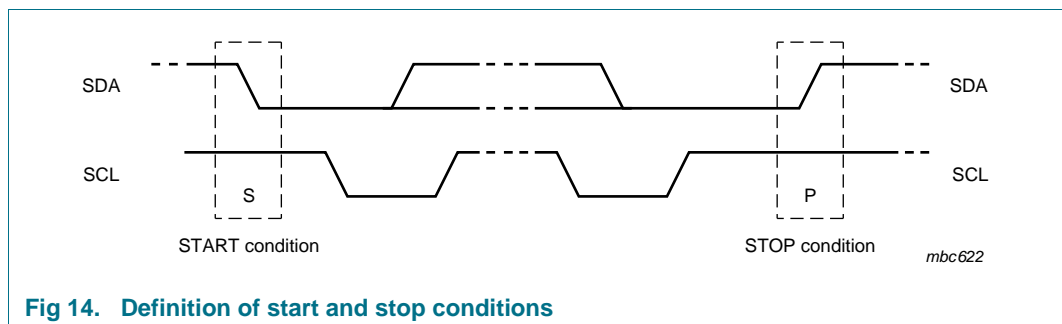 SDA
SDA
SCL
SCL
S
P
START condition
STOP condition
mbc622
Fig 14. Definition of start and stop conditions